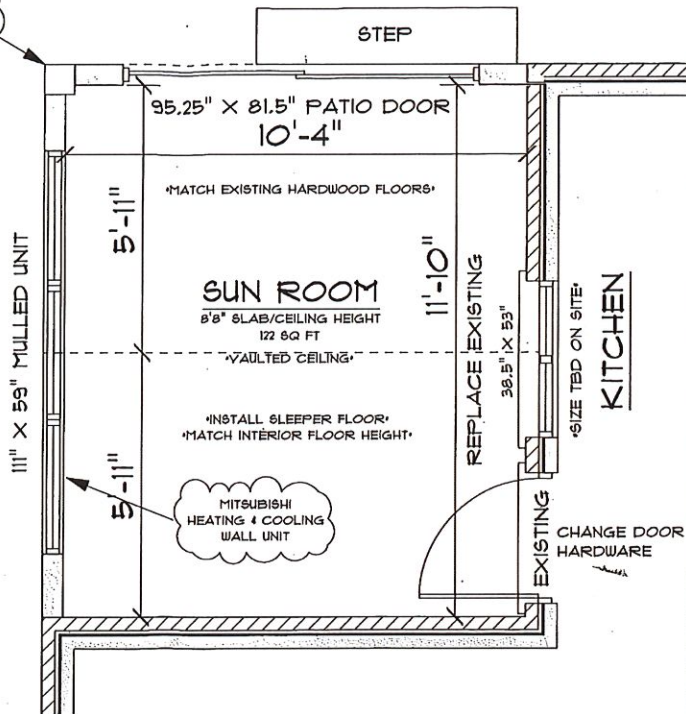 STEP
95.25" X 81.5" PATIO DOOR
10'-4"
•MATCH EXISTING HARDWOOD FLOORS•
5'-11"
11'-10"
111" X 59" MULLED UNIT
SUN ROOM
8'8" SLAB/CEILING HEIGHT
122 SQ FT
•VAULTED CEILING•
REPLACE EXISTING
38.5" X 53"
•SIZE TBD ON SITE•
KITCHEN
•INSTALL SLEEPER FLOOR•
•MATCH INTERIOR FLOOR HEIGHT•
5'-11"
MITSUBISHI
HEATING & COOLING
WALL UNIT
EXISTING
CHANGE DOOR
HARDWARE